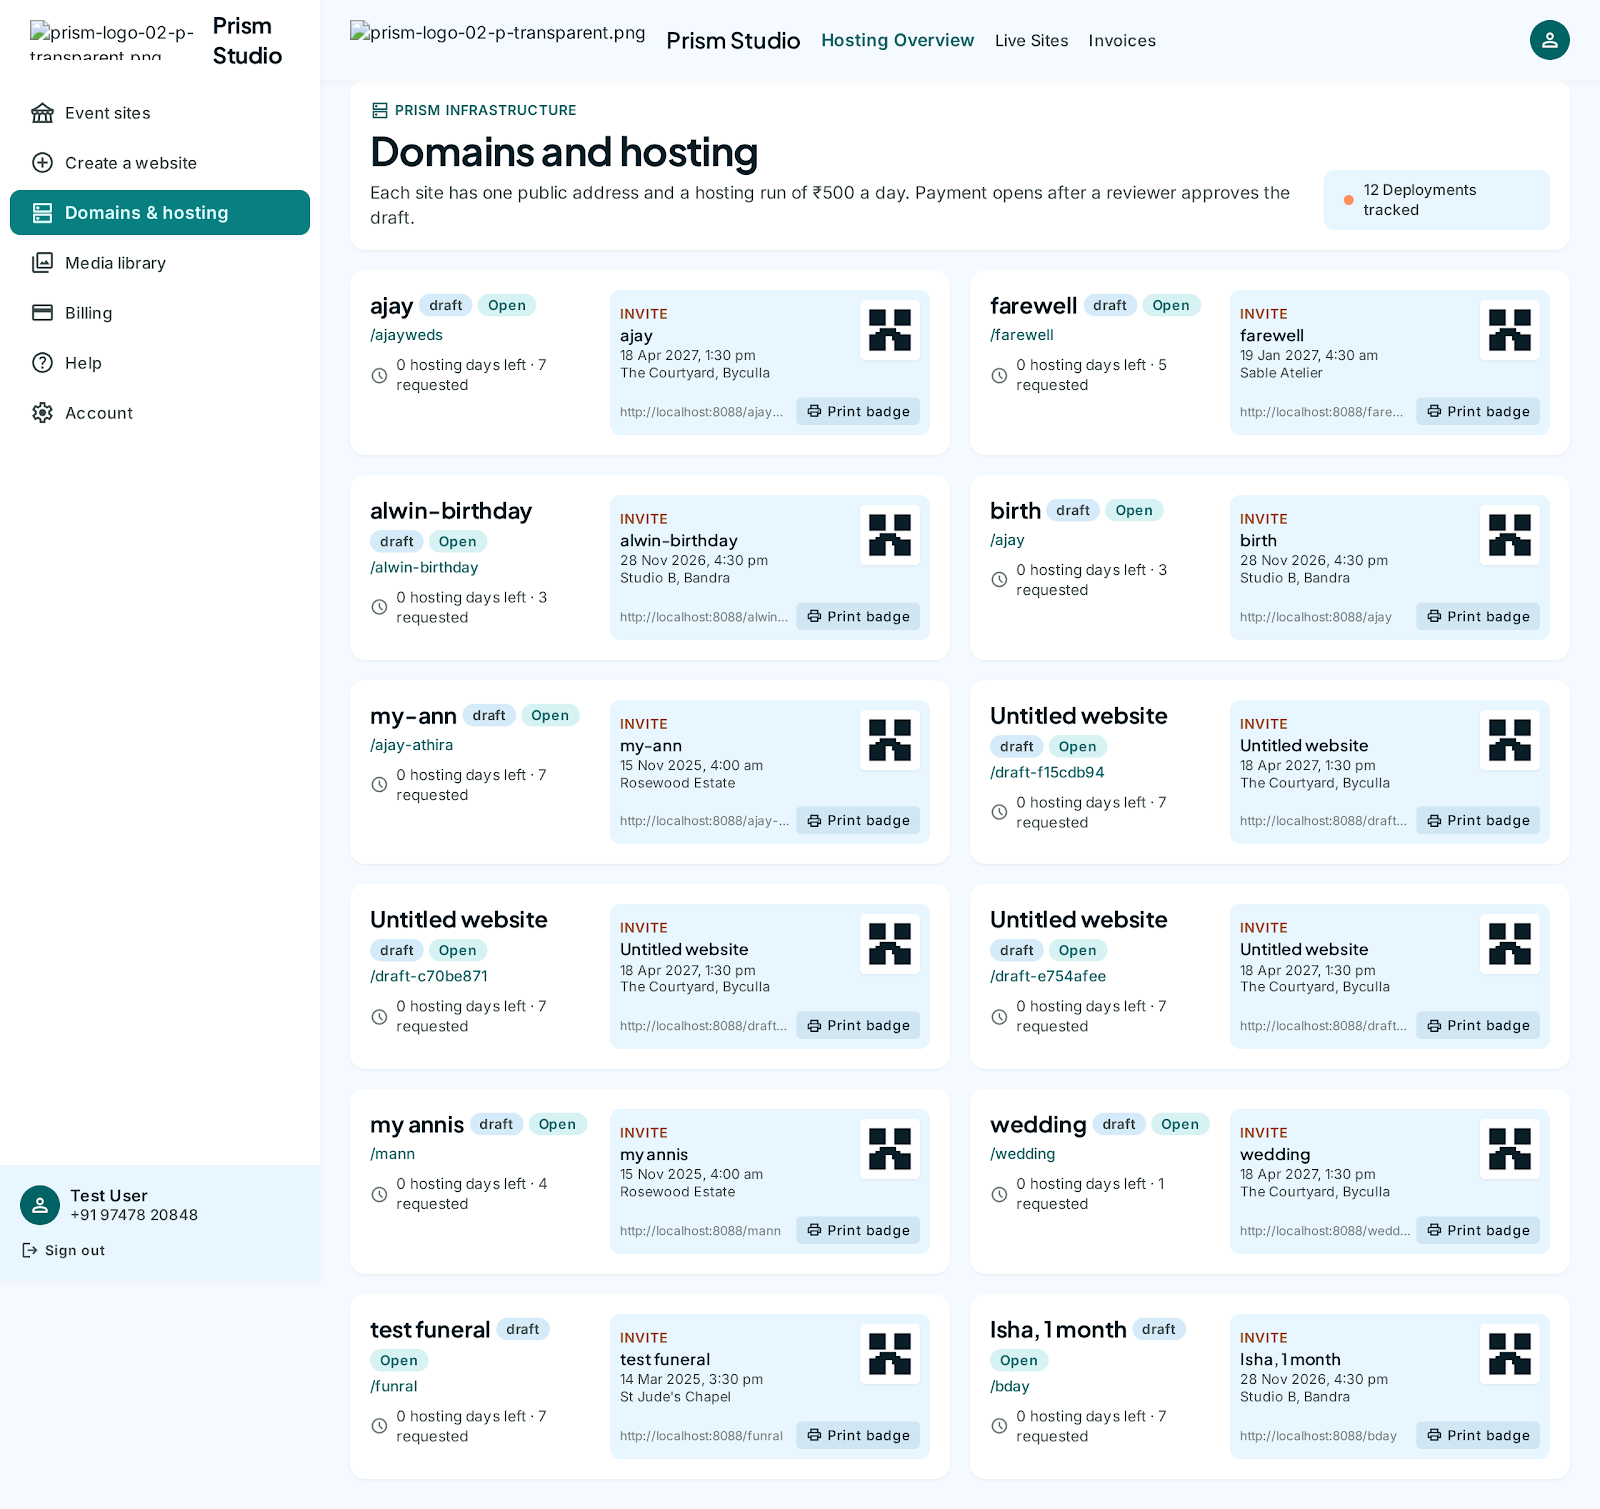 prism-logo-02-p-transparent.png
Prism Studio
Event sites
Create a website
Domains & hosting
Media library
Billing
Help
Account
Test User
+91 97478 20848
Sign out
prism-logo-02-p-transparent.png
Prism Studio
Hosting Overview
Live Sites
Invoices
PRISM INFRASTRUCTURE
Domains and hosting
Each site has one public address and a hosting run of ₹500 a day. Payment opens after a reviewer approves the
draft.
12 Deployments
tracked
ajay draft Open
/ajayweds
0 hosting days left · 7
requested
INVITE
ajay
18 Apr 2027, 1:30 pm
The Courtyard, Byculla
http://localhost:8088/ajay...
Print badge
farewell draft Open
/farewell
0 hosting days left · 5
requested
INVITE
farewell
19 Jan 2027, 4:30 am
Sable Atelier
http://localhost:8088/fare...
Print badge
alwin-birthday
draft Open
/alwin-birthday
0 hosting days left · 3
requested
INVITE
alwin-birthday
28 Nov 2026, 4:30 pm
Studio B, Bandra
http://localhost:8088/alwin...
Print badge
birth draft Open
/ajay
0 hosting days left · 3
requested
INVITE
birth
28 Nov 2026, 4:30 pm
Studio B, Bandra
http://localhost:8088/ajay
Print badge
my-ann draft Open
/ajay-athira
0 hosting days left · 7
requested
INVITE
my-ann
15 Nov 2025, 4:00 am
Rosewood Estate
http://localhost:8088/ajay-...
Print badge
Untitled website
draft Open
/draft-f15cdb94
0 hosting days left · 7
requested
INVITE
Untitled website
18 Apr 2027, 1:30 pm
The Courtyard, Byculla
http://localhost:8088/draft...
Print badge
Untitled website
draft Open
/draft-c70be871
0 hosting days left · 7
requested
INVITE
Untitled website
18 Apr 2027, 1:30 pm
The Courtyard, Byculla
http://localhost:8088/draft...
Print badge
Untitled website
draft Open
/draft-e754afee
0 hosting days left · 7
requested
INVITE
Untitled website
18 Apr 2027, 1:30 pm
The Courtyard, Byculla
http://localhost:8088/draft...
Print badge
my annis draft Open
/mann
0 hosting days left · 4
requested
INVITE
my annis
15 Nov 2025, 4:00 am
Rosewood Estate
http://localhost:8088/mann
Print badge
wedding draft Open
/wedding
0 hosting days left · 1
requested
INVITE
wedding
18 Apr 2027, 1:30 pm
The Courtyard, Byculla
http://localhost:8088/wedd...
Print badge
test funeral draft
Open
/funral
0 hosting days left · 7
requested
INVITE
test funeral
14 Mar 2025, 3:30 pm
St Jude's Chapel
http://localhost:8088/funral
Print badge
Isha, 1 month draft
Open
/bday
0 hosting days left · 7
requested
INVITE
Isha, 1 month
28 Nov 2026, 4:30 pm
Studio B, Bandra
http://localhost:8088/bday
Print badge